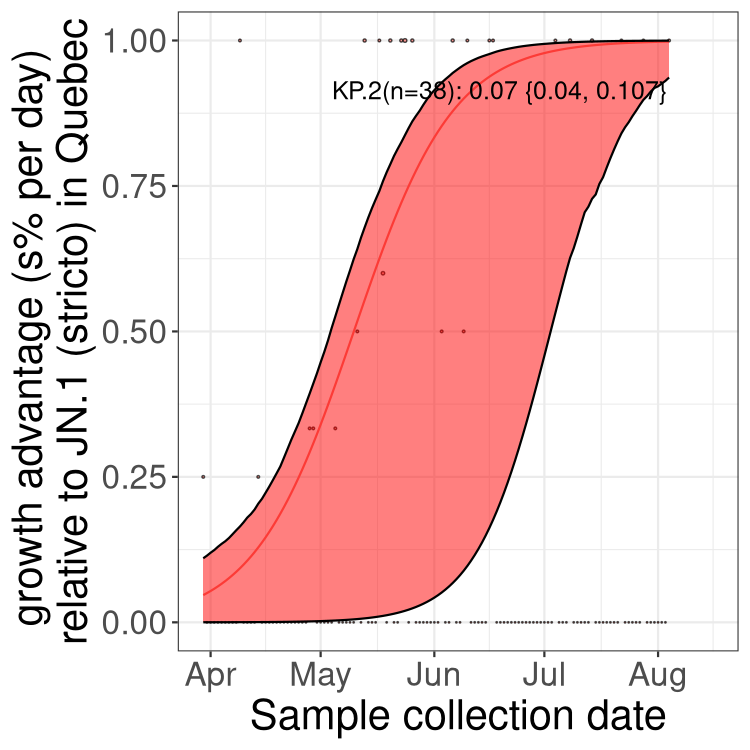 growth advantage (s% per day)
relative to JN.1 (stricto) in Quebec
1.00
0.75
0.50
0.25
0.00
KP.2(n=38): 0.07 {0.04, 0.107}
Apr May Jun Jul Aug
Sample collection date